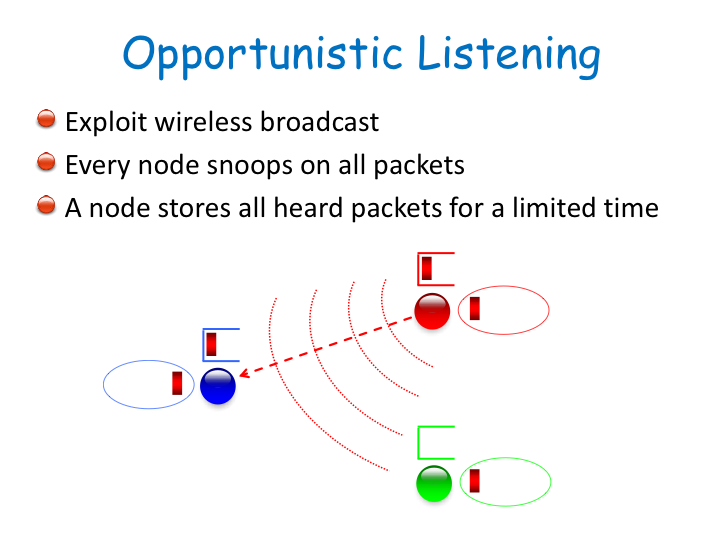 Opportunistic Listening
Exploit wireless broadcast
Every node snoops on all packets
A node stores all heard packets for a limited time